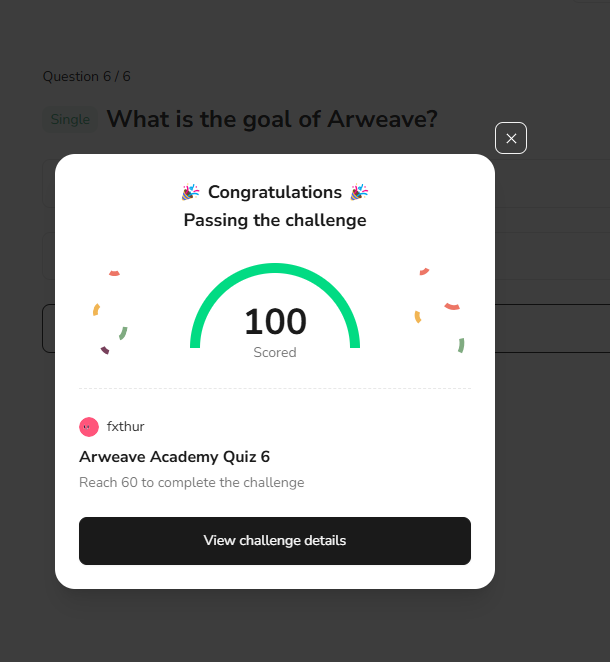 Question 6 / 6
Single What is the goal of Arweave?
Congratulations
Passing the challenge
100
Scored
fxthur
Arweave Academy Quiz 6
Reach 60 to complete the challenge
View challenge details